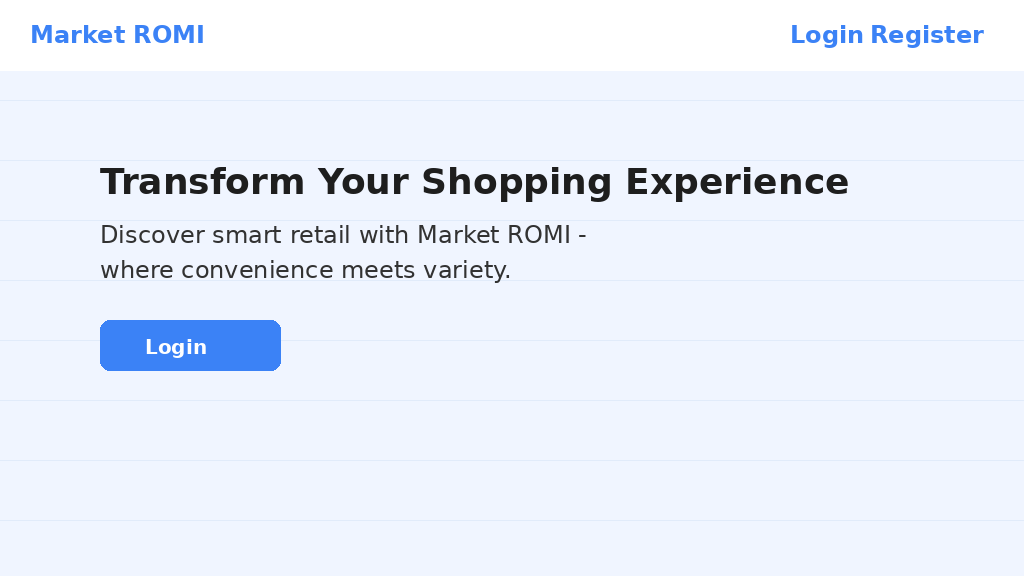 Market ROMI
Login Register
Transform Your Shopping Experience
Discover smart retail with Market ROMI -
where convenience meets variety.
Login